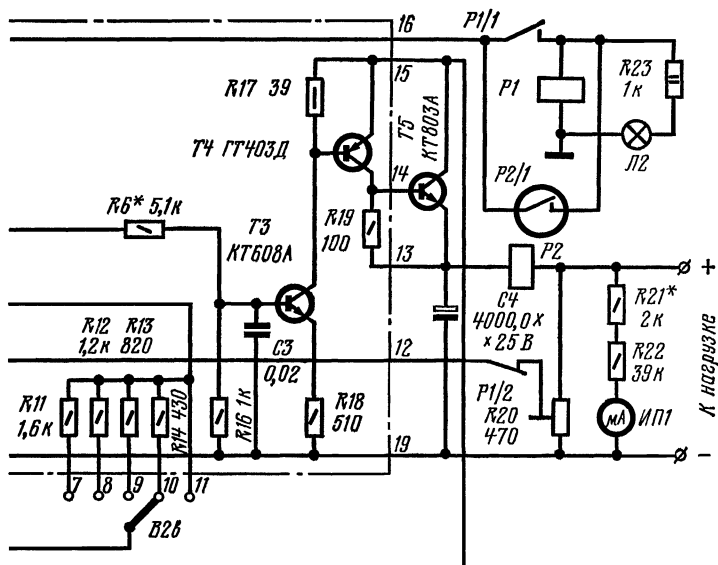 16
P1/1
15
R17 39
P1
R23
1к
T5
КТ803А
T4 ГТ403Д
Л2
14
P2/1
R6* 5,1к
T3
КТ608А
R19
100
13
P2
+
C4
4000,0×
×25 В
R21*
2к
R12
1,2к
R13
820
C3
0,02
12
R22
39к
К нагрузке
P1/2
R11
1,6к
R14 430
R16 1к
R18
510
R20
470
мА
ИП1
19
-
7
8
9
10
11
В2в